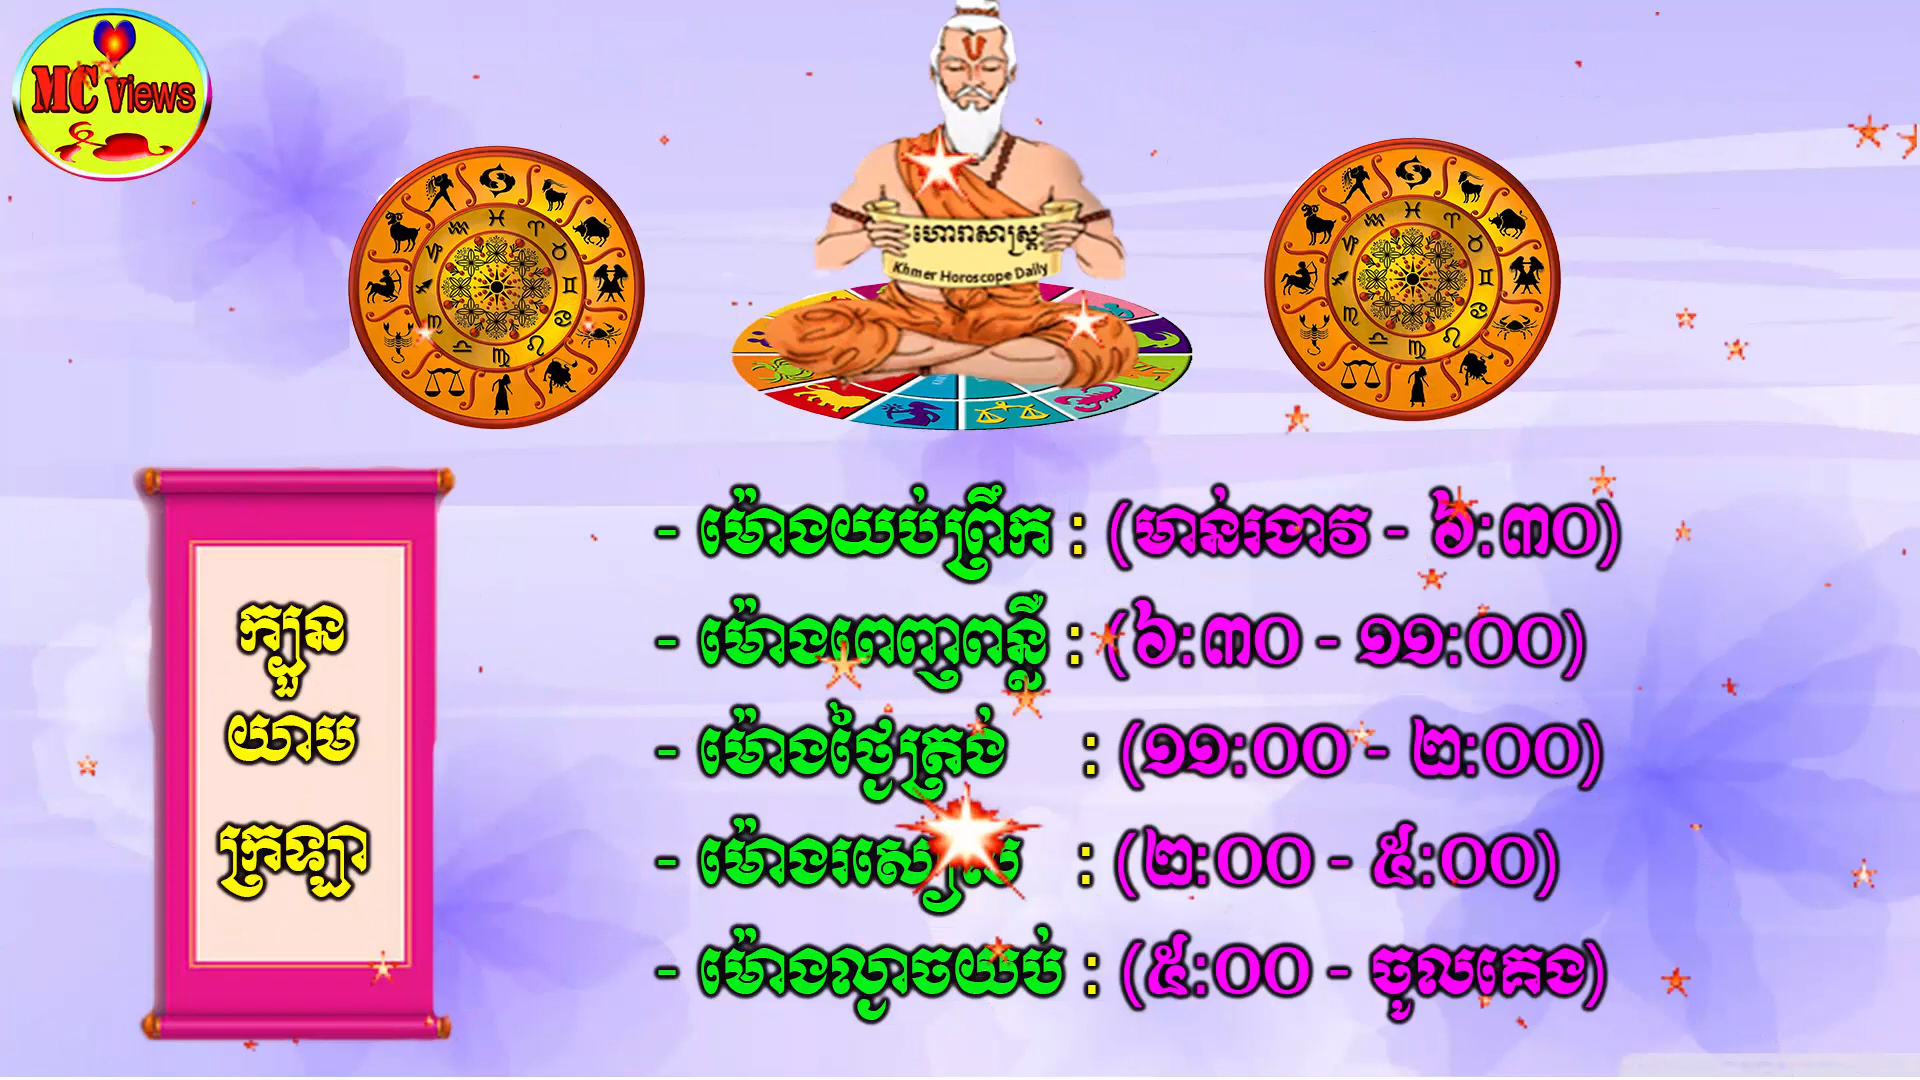 MC Views
ហោរាសាស្ត្រ
Khmer Horoscope Daily
ក្បួន
យាម
ក្រឡា
- ម៉ោងយប់ព្រឹក : (មាន់រងាវ - ៦:៣០)
- ម៉ោងពេញពន្លឺ : (៦:៣០ - ១១:០០)
- ម៉ោងថ្ងៃត្រង់ : (១១:០០ - ២:០០)
- ម៉ោងរសៀល : (២:០០ - ៥:០០)
- ម៉ោងល្ងាចយប់ : (៥:០០ - ចូលគេង)